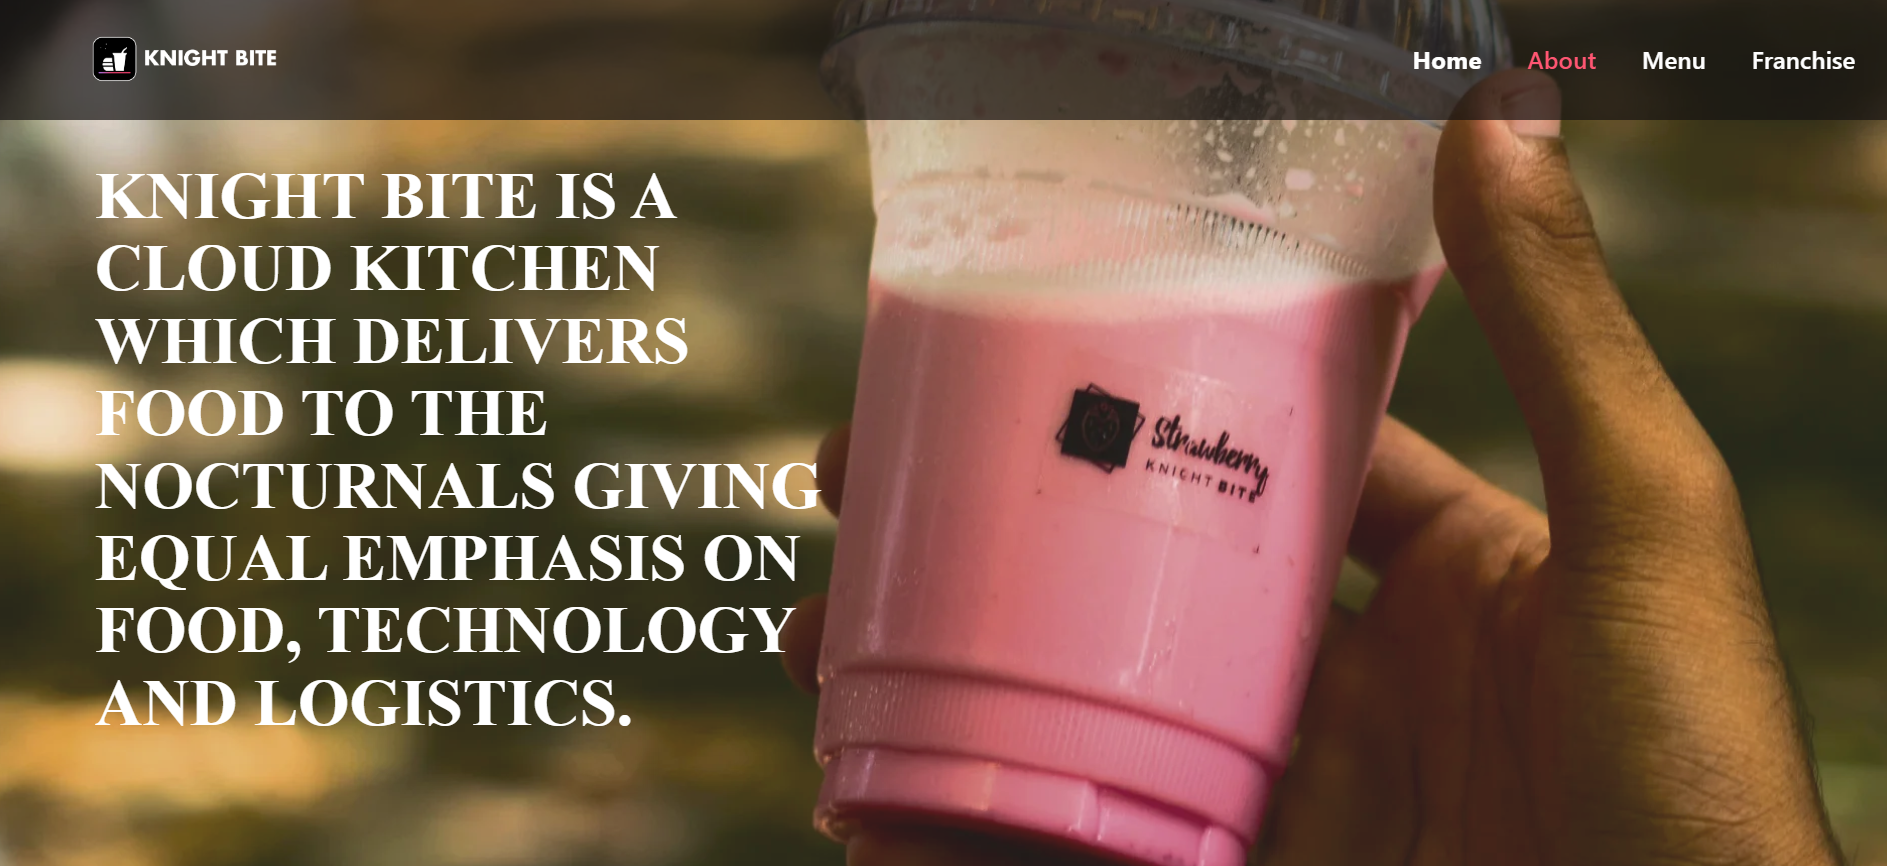 KNIGHT BITE
Home
About
Menu
Franchise
KNIGHT BITE IS A
CLOUD KITCHEN
WHICH DELIVERS
FOOD TO THE
NOCTURNALS GIVING
EQUAL EMPHASIS ON
FOOD, TECHNOLOGY
AND LOGISTICS.
Strawberry
KNIGHT BITE